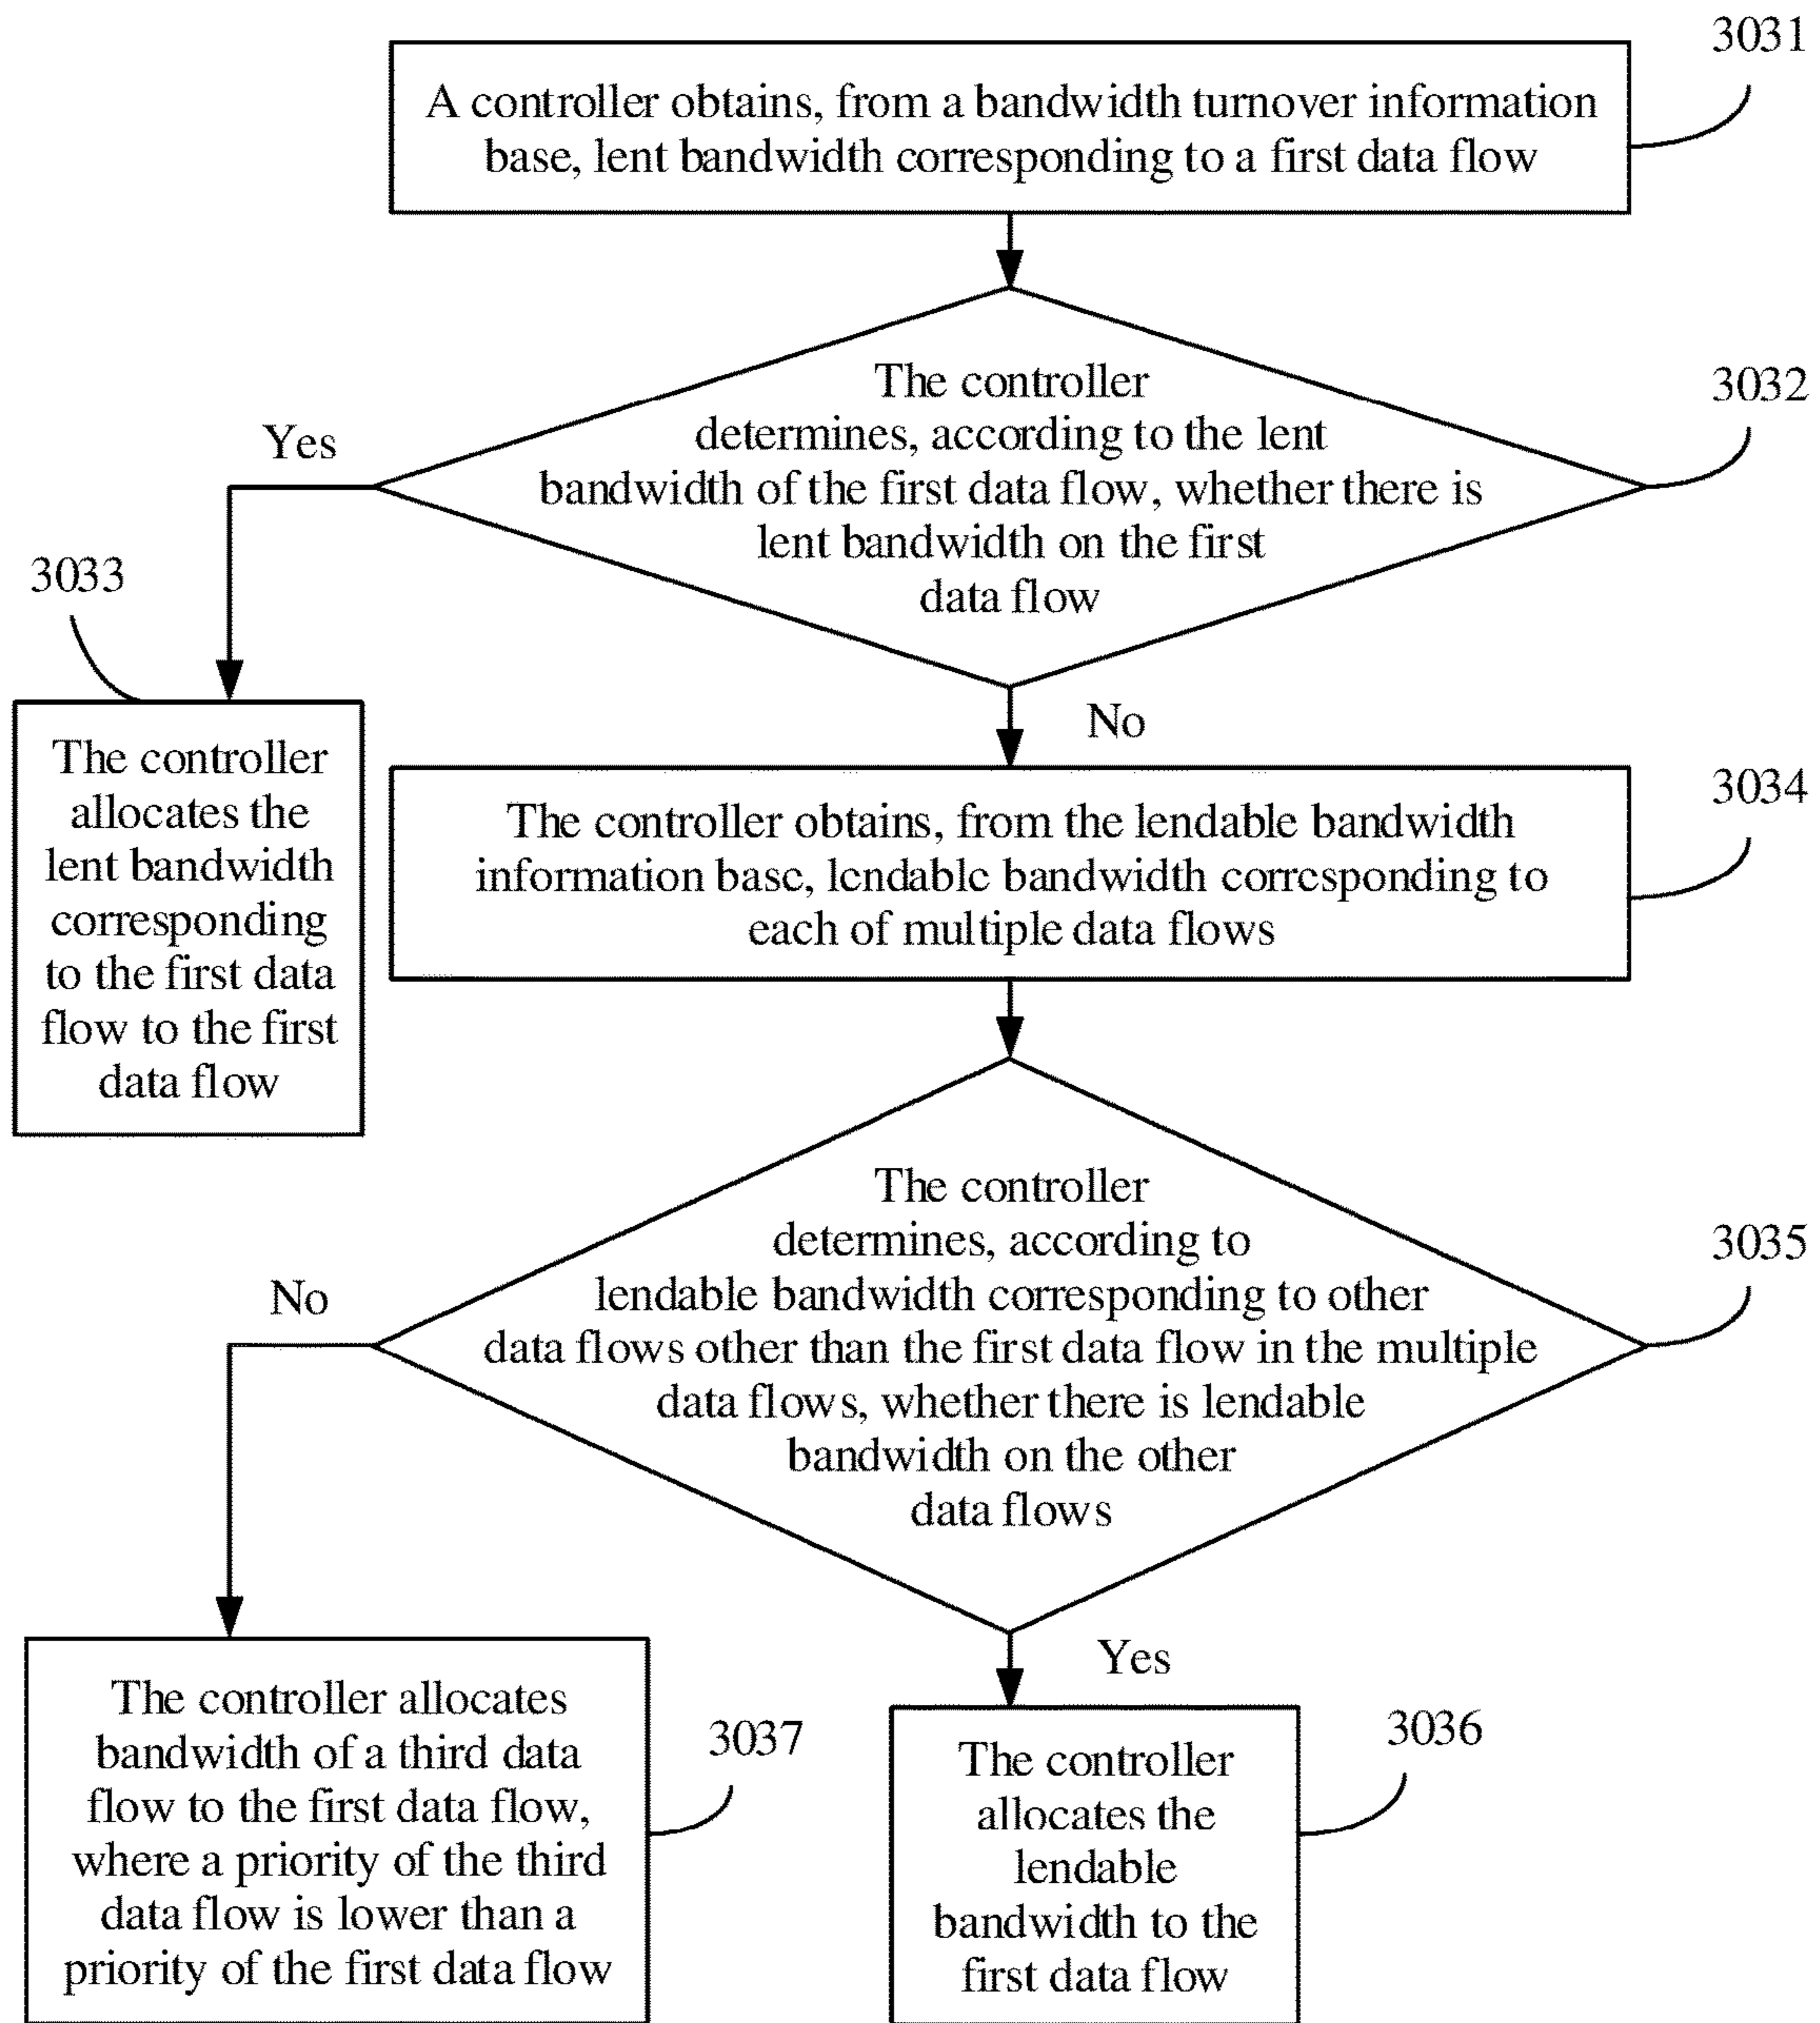 3031
A controller obtains, from a bandwidth turnover information
base, lent bandwidth corresponding to a first data flow
3032
The controller
determines, according to the lent
bandwidth of the first data flow, whether there is
lent bandwidth on the first
data flow
Yes
3033
The controller
allocates the
lent bandwidth
corresponding
to the first data
flow to the first
data flow
No
3034
The controller obtains, from the lendable bandwidth
information base, lendable bandwidth corresponding to
each of multiple data flows
3035
The controller
determines, according to
lendable bandwidth corresponding to other
data flows other than the first data flow in the multiple
data flows, whether there is lendable
bandwidth on the other
data flows
No
The controller allocates
bandwidth of a third data
flow to the first data flow,
where a priority of the third
data flow is lower than a
priority of the first data flow
3037
Yes
3036
The controller
allocates the
lendable
bandwidth to the
first data flow